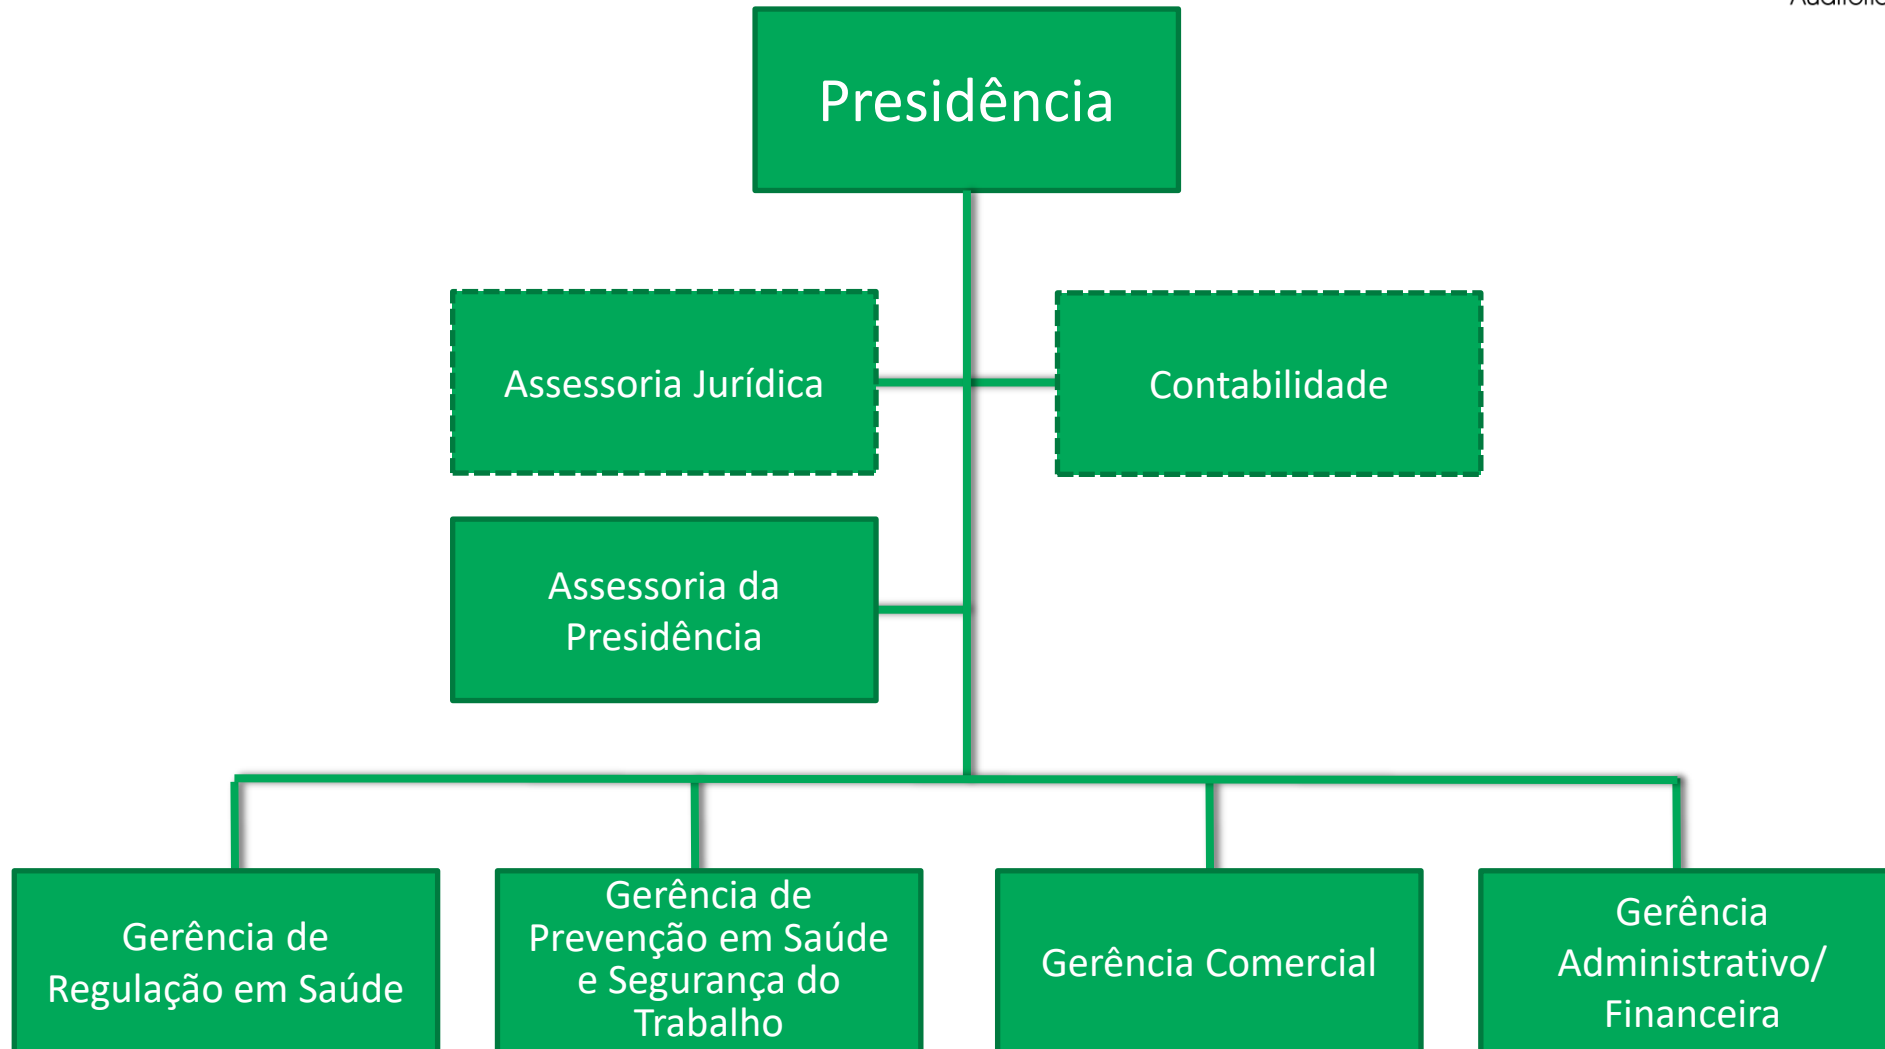 Presidência
Assessoria Jurídica
Contabilidade
Assessoria da
Presidência
Gerência de
Regulação em Saúde
Gerência de
Prevenção em Saúde
e Segurança do
Trabalho
Gerência Comercial
Gerência
Administrativo/
Financeira